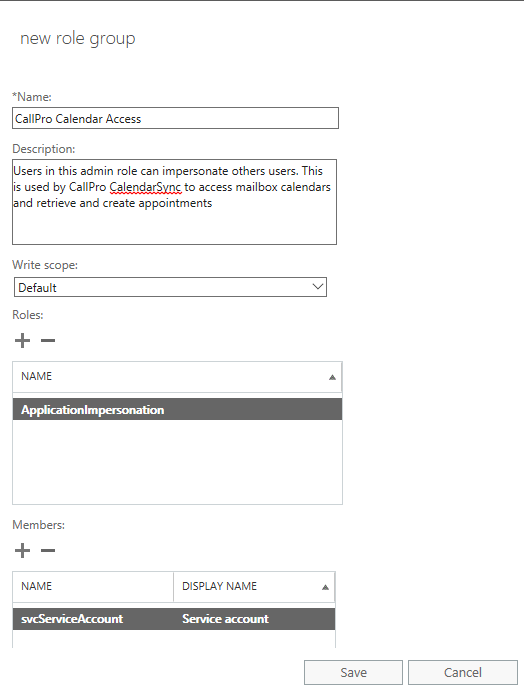 new role group
*Name:
CallPro Calendar Access
Description:
Users in this admin role can impersonate others users. This
is used by CallPro CalendarSync to access mailbox calendars
and retrieve and create appointments
Write scope:
Default
Roles:
NAME
ApplicationImpersonation
Members:
NAME DISPLAY NAME
svcServiceAccount Service account
Save Cancel